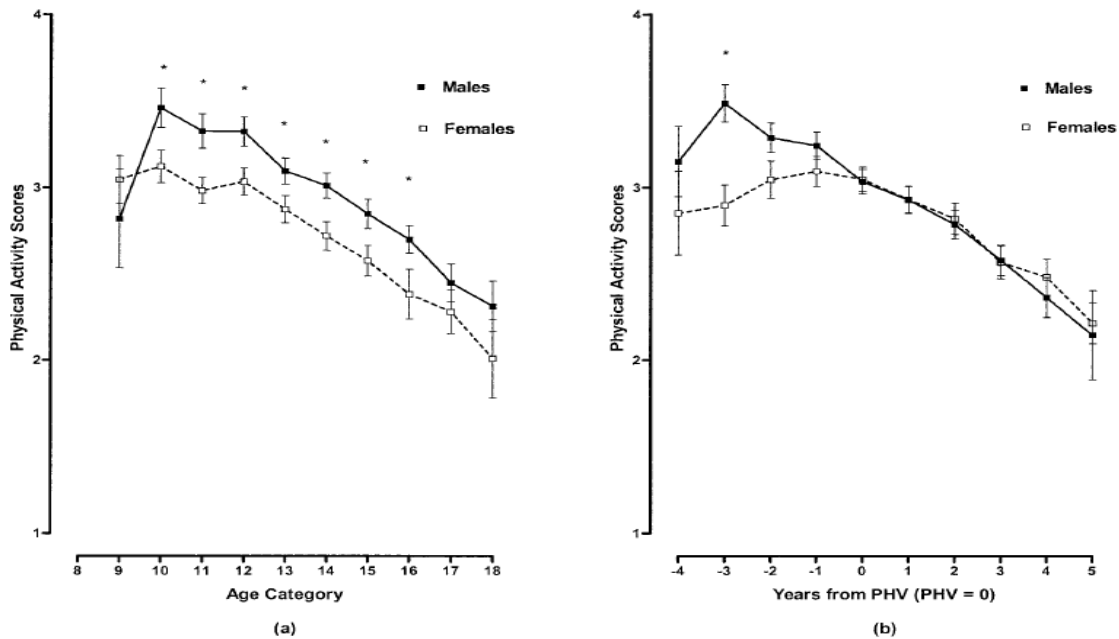 4
3
2
1
Physical Activity Scores
* * * * * * *
Males
Females
8 9 10 11 12 13 14 15 16 17 18
Age Category
(a)
4
3
2
1
Physical Activity Scores
*
Males
Females
-4 -3 -2 -1 0 1 2 3 4 5
Years from PHV (PHV = 0)
(b)